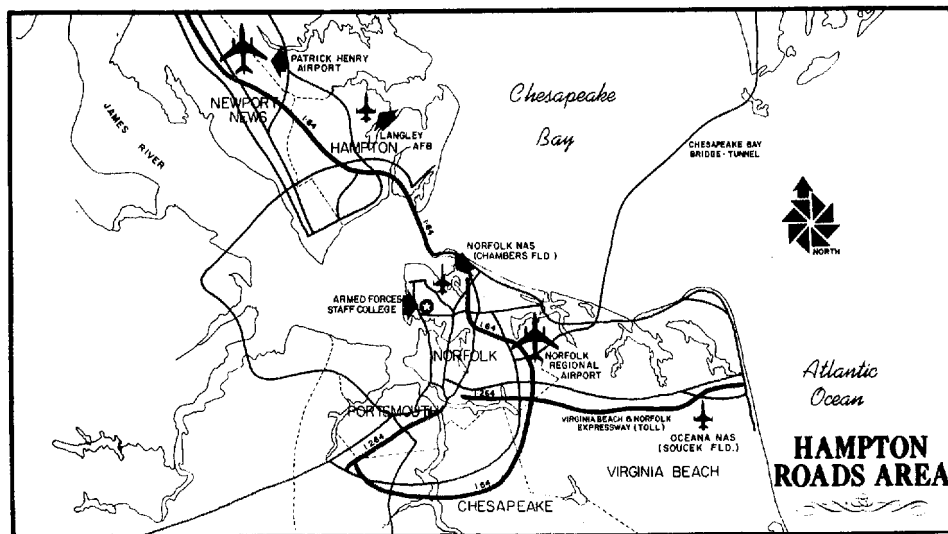 PATRICK HENRY
AIRPORT
NEWPORT
NEWS
JAMES
RIVER
I-64
HAMPTON
LANGLEY
AFB
Chesapeake
Bay
CHESAPEAKE BAY
BRIDGE-TUNNEL
NORTH
I-64
NORFOLK NAS
(CHAMBERS FLD.)
ARMED FORCES
STAFF COLLEGE
I-64
NORFOLK
NORFOLK
REGIONAL
AIRPORT
PORTSMOUTH
I-264
I-264
VIRGINIA BEACH & NORFOLK
EXPRESSWAY (TOLL)
OCEANA NAS
(SOUCEK FLD.)
Atlantic
Ocean
I-64
CHESAPEAKE
VIRGINIA BEACH
HAMPTON
ROADS AREA